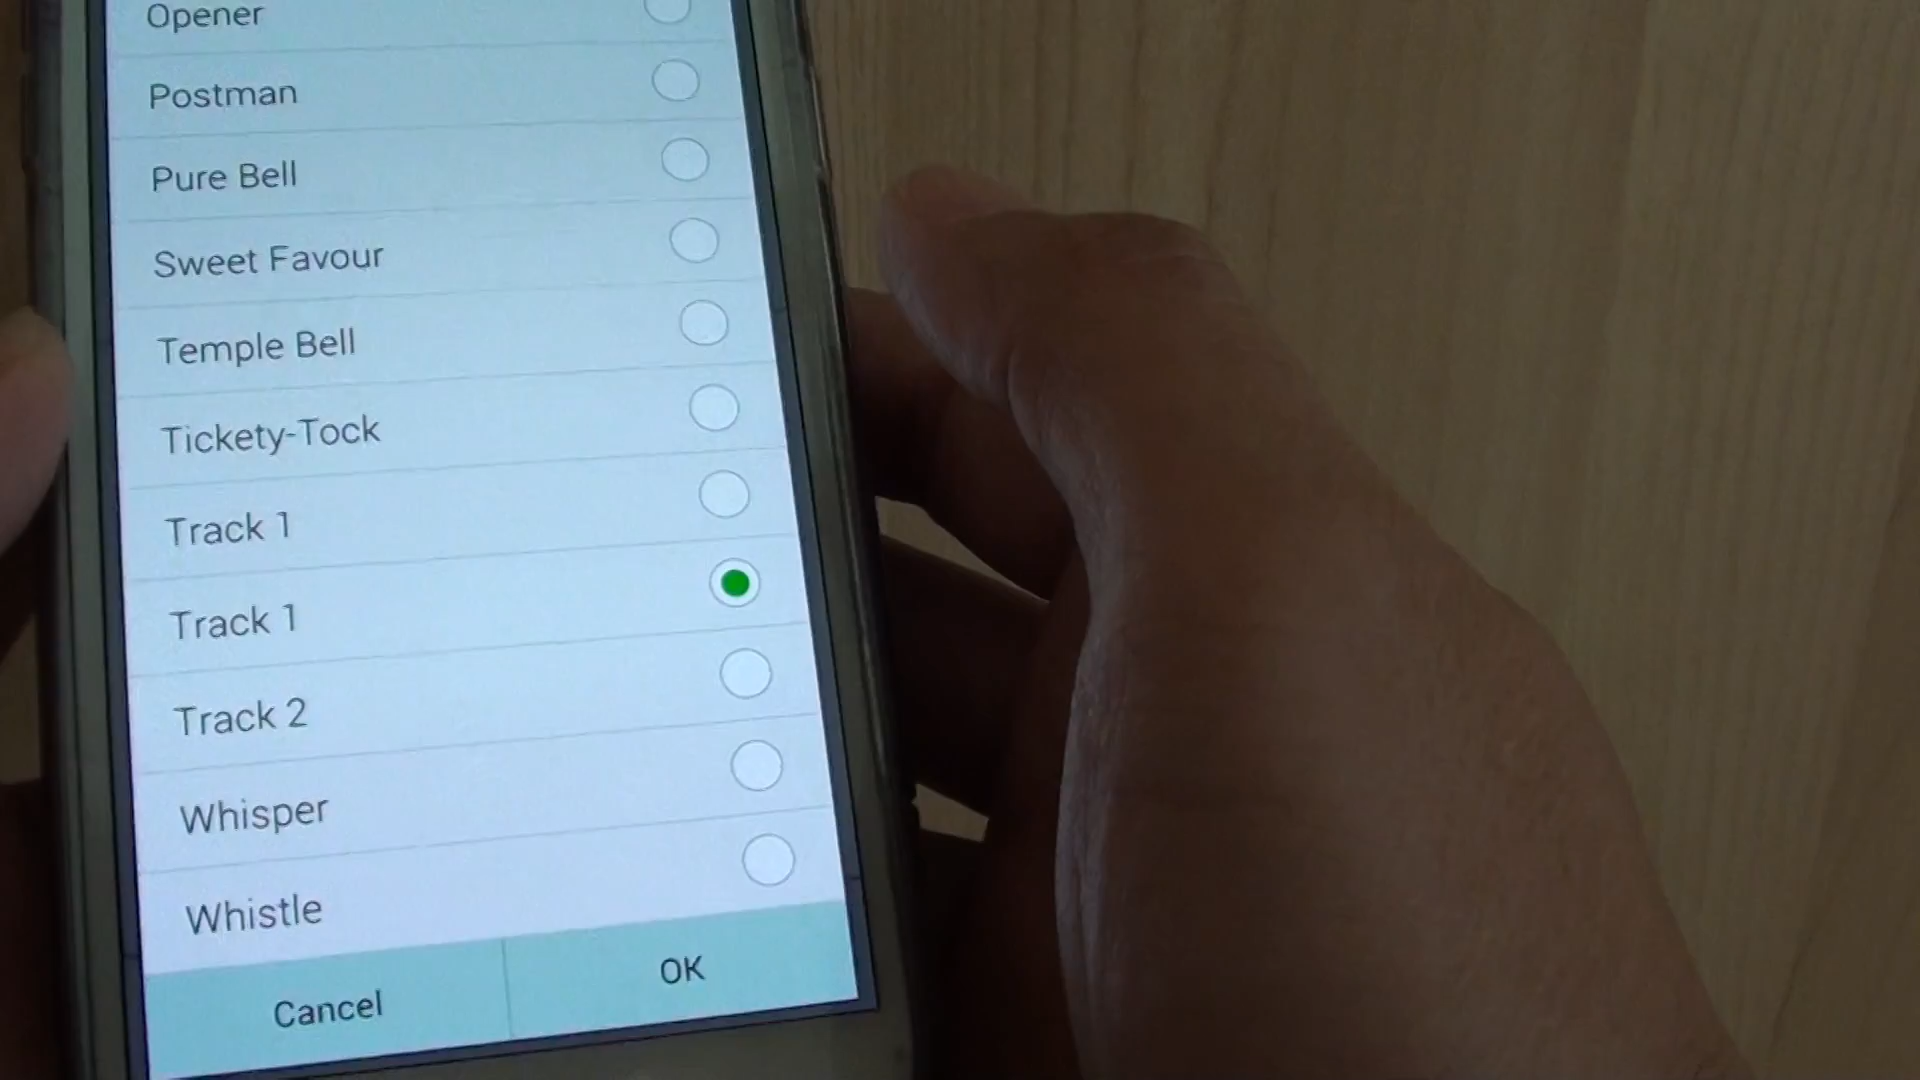 Opener
Postman
Pure Bell
Sweet Favour
Temple Bell
Tickety-Tock
Track 1
Track 1
Track 2
Whisper
Whistle
Cancel
OK